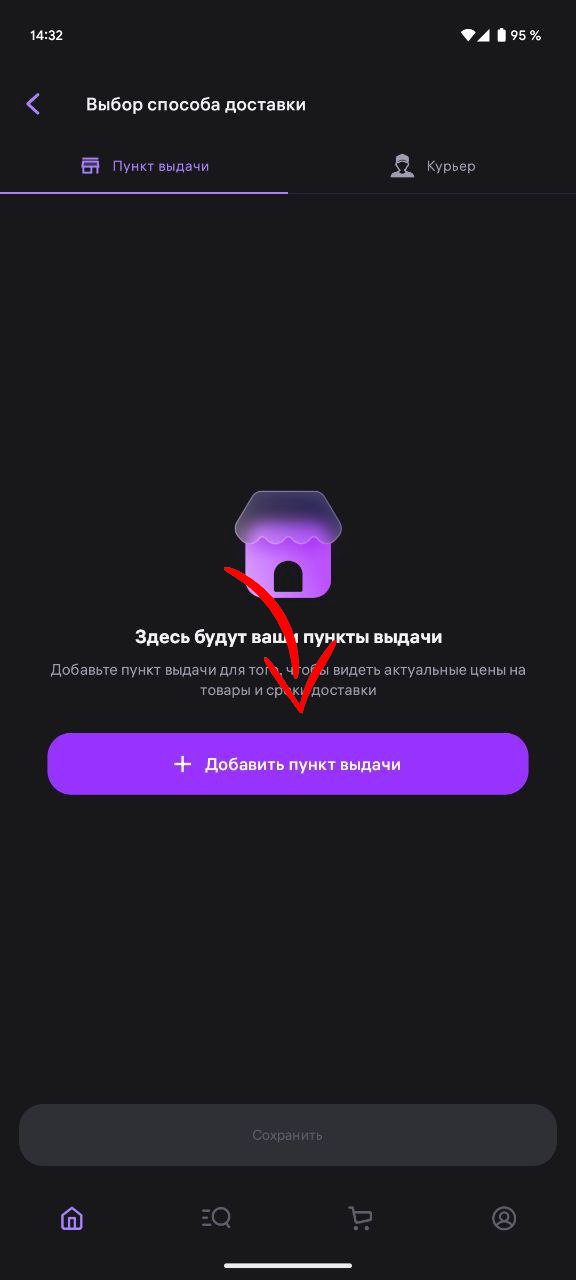 14:32
95 %
Выбор способа доставки
Пункт выдачи
Курьер
Здесь будут ваши пункты выдачи
Добавьте пункт выдачи для того, чтобы видеть актуальные цены на
товары и сроки доставки
Добавить пункт выдачи
Сохранить